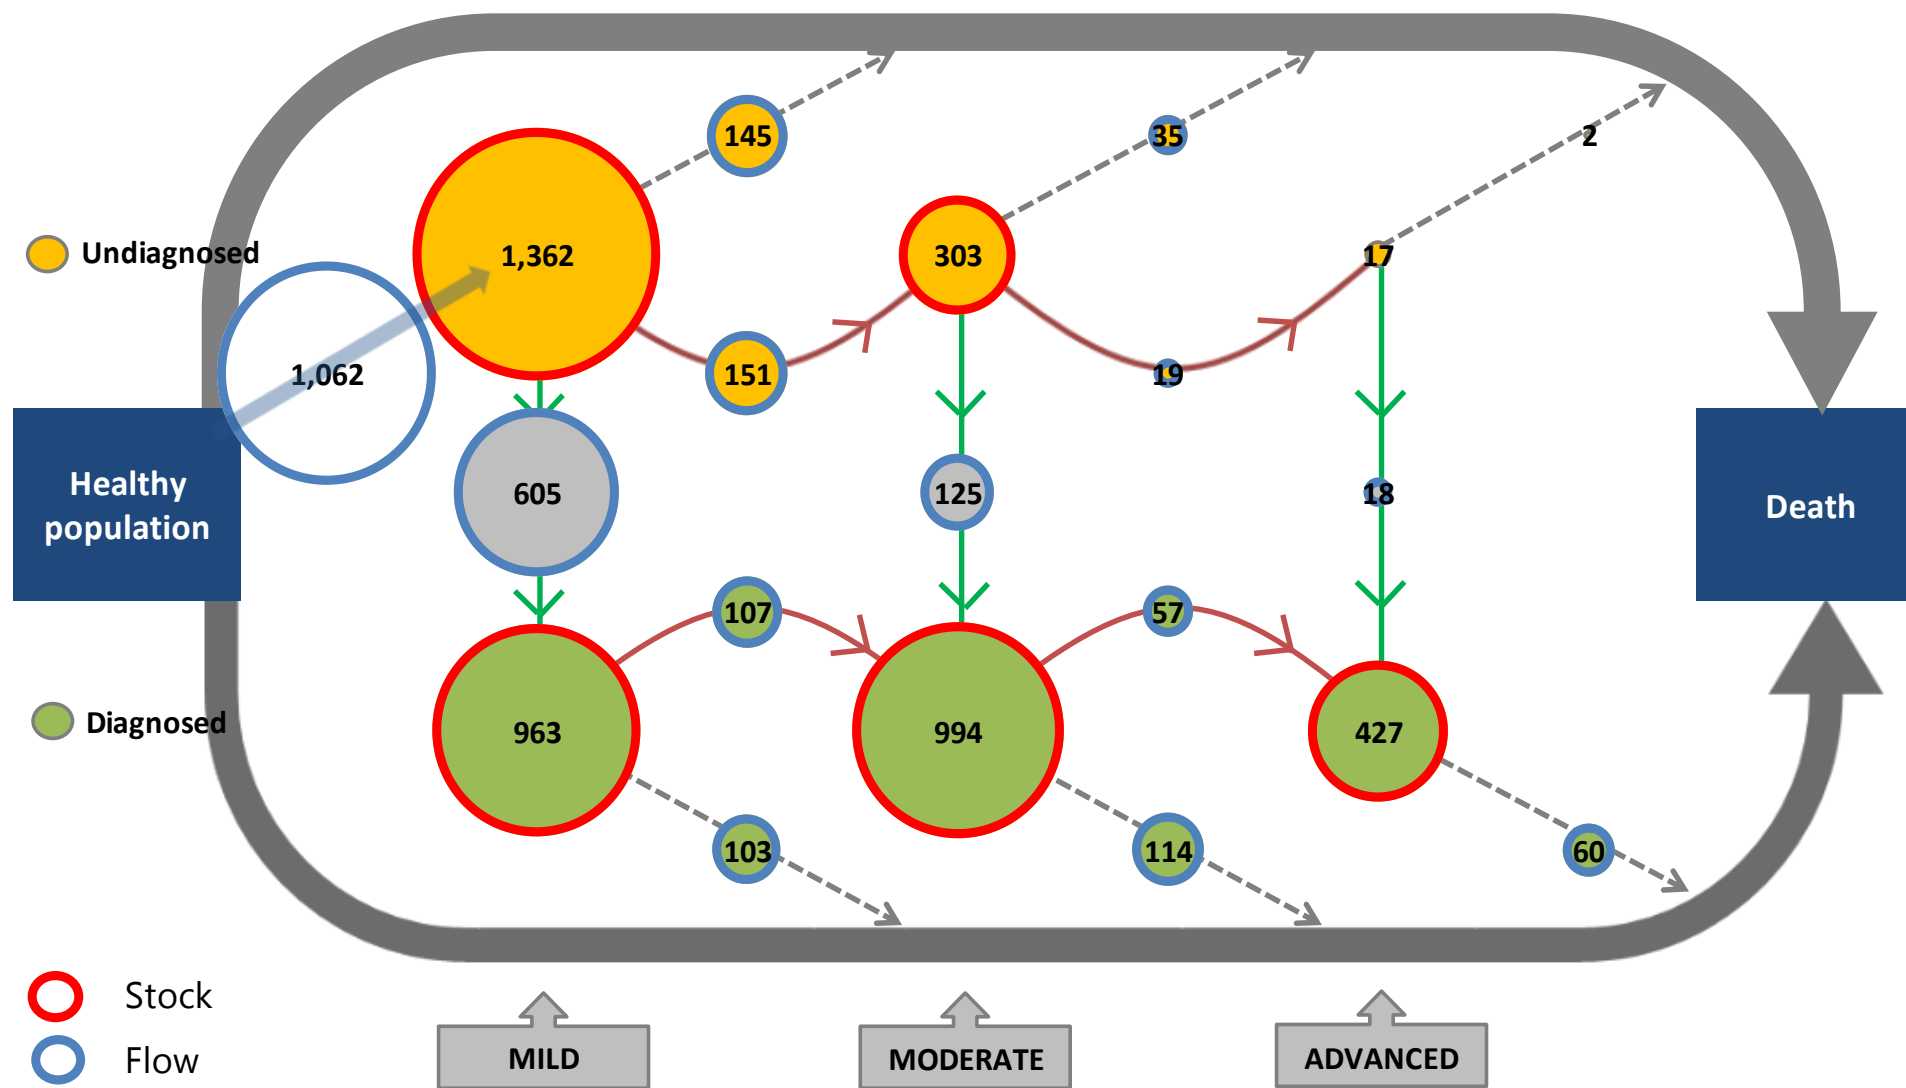 145
35
2
Undiagnosed
1,362
303
17
1,062
151
19
Healthy
population
605
125
18
Death
107
57
Diagnosed
963
994
427
103
114
60
Stock
Flow
MILD
MODERATE
ADVANCED